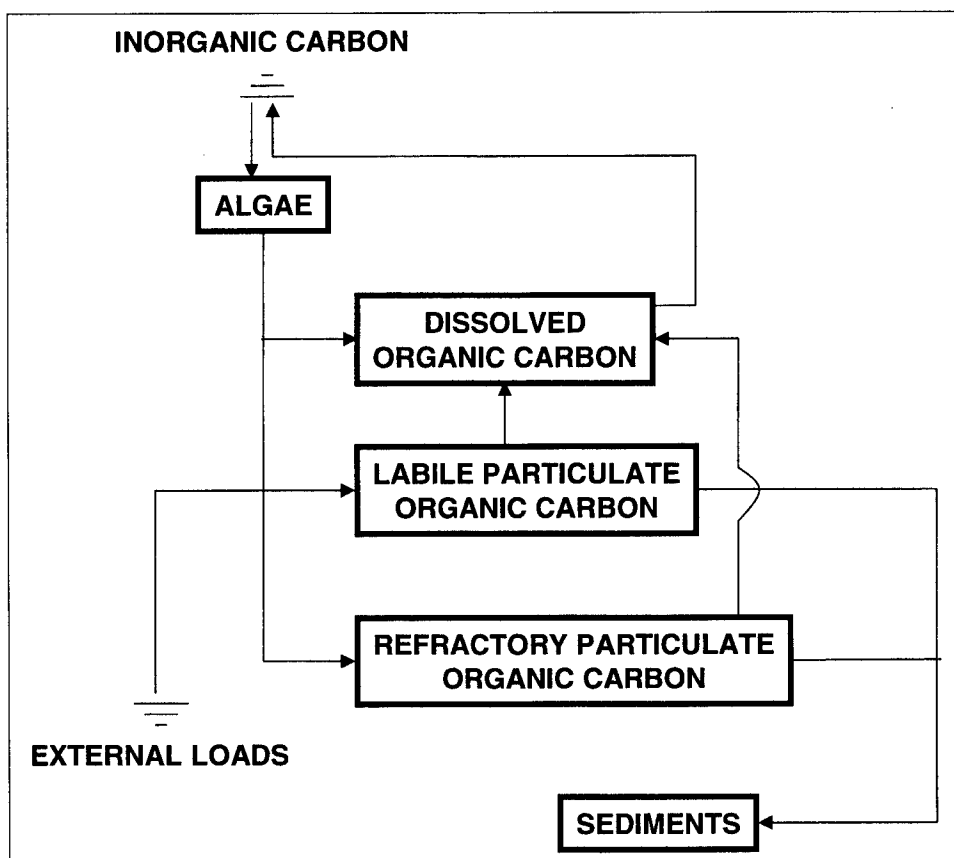 INORGANIC CARBON
ALGAE
DISSOLVED
ORGANIC CARBON
LABILE PARTICULATE
ORGANIC CARBON
REFRACTORY PARTICULATE
ORGANIC CARBON
EXTERNAL LOADS
SEDIMENTS